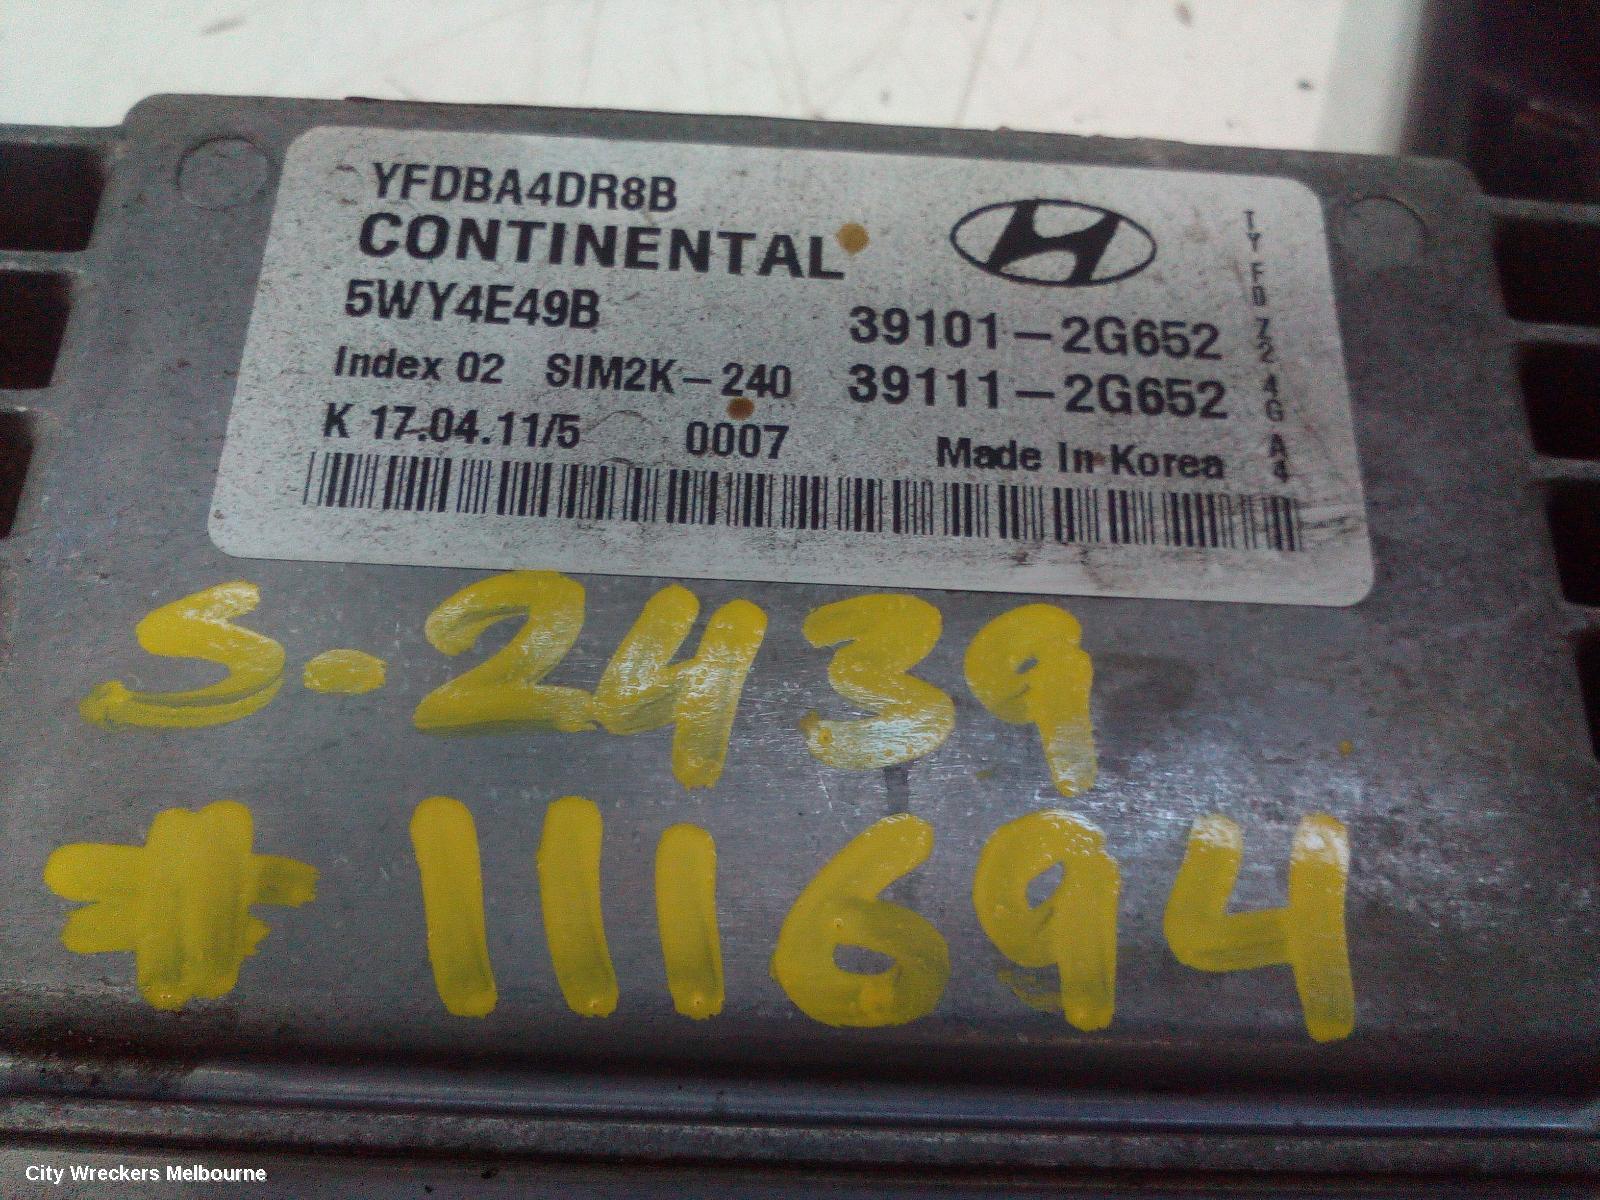 YFDBA4DR8B
CONTINENTAL
5WY4E49B 39101-2G652
Index 02 SIM2K-240 39111-2G652
K 17.04.11/5 0007 Made In Korea
TYFD724GA4
S-2439
#111694
City Wreckers Melbourne